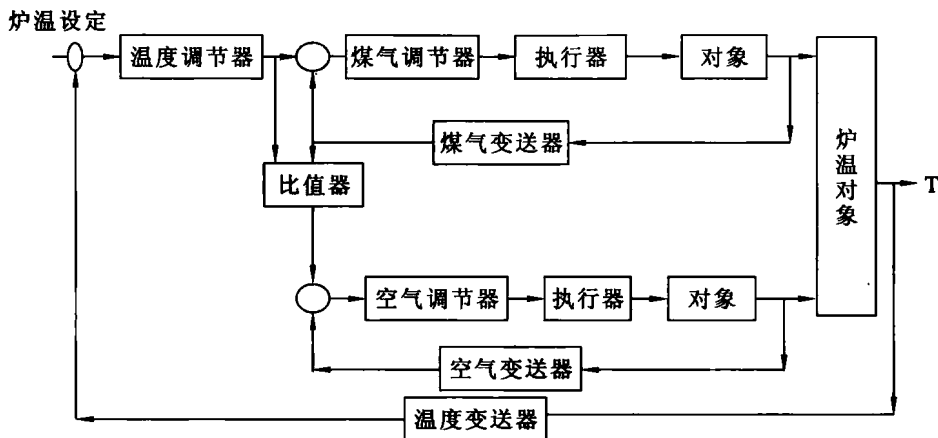 炉温设定
温度调节器
煤气调节器
执行器
对象
煤气变送器
比值器
炉温对象
T
空气调节器
执行器
对象
空气变送器
温度变送器